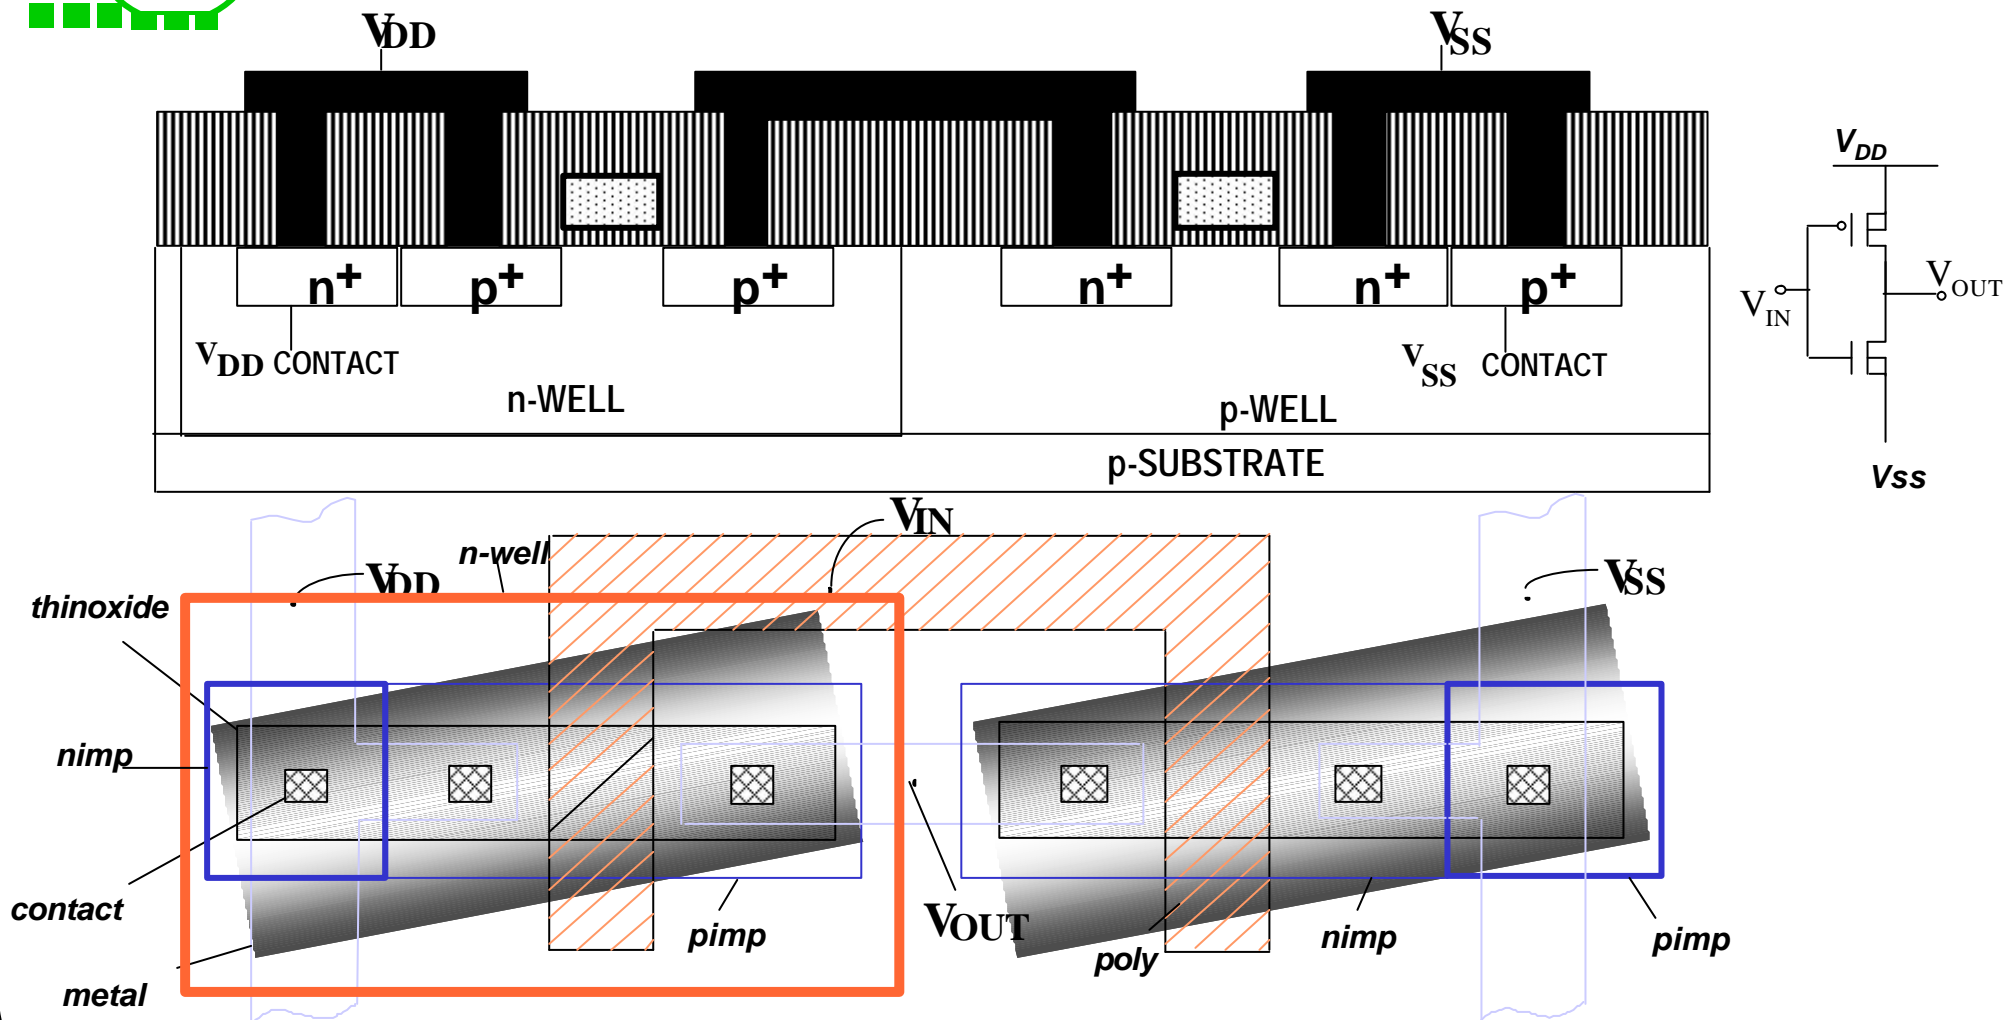 VDD
VSS
n+
p+
p+
n+
n+
p+
VDD CONTACT
VSS CONTACT
n-WELL
p-WELL
p-SUBSTRATE
VDD
VIN
VOUT
Vss
VIN
n-well
VDD
VSS
thinoxide
nimp
contact
metal
pimp
VOUT
poly
nimp
pimp